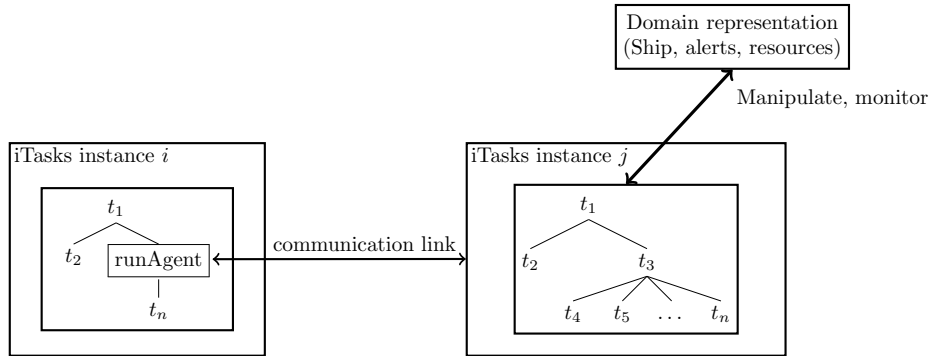 Domain representation
(Ship, alerts, resources)
Manipulate, monitor
iTasks instance i
t1
t2 runAgent
tn
communication link
iTasks instance j
t1
t2 t3
t4 t5 ... tn